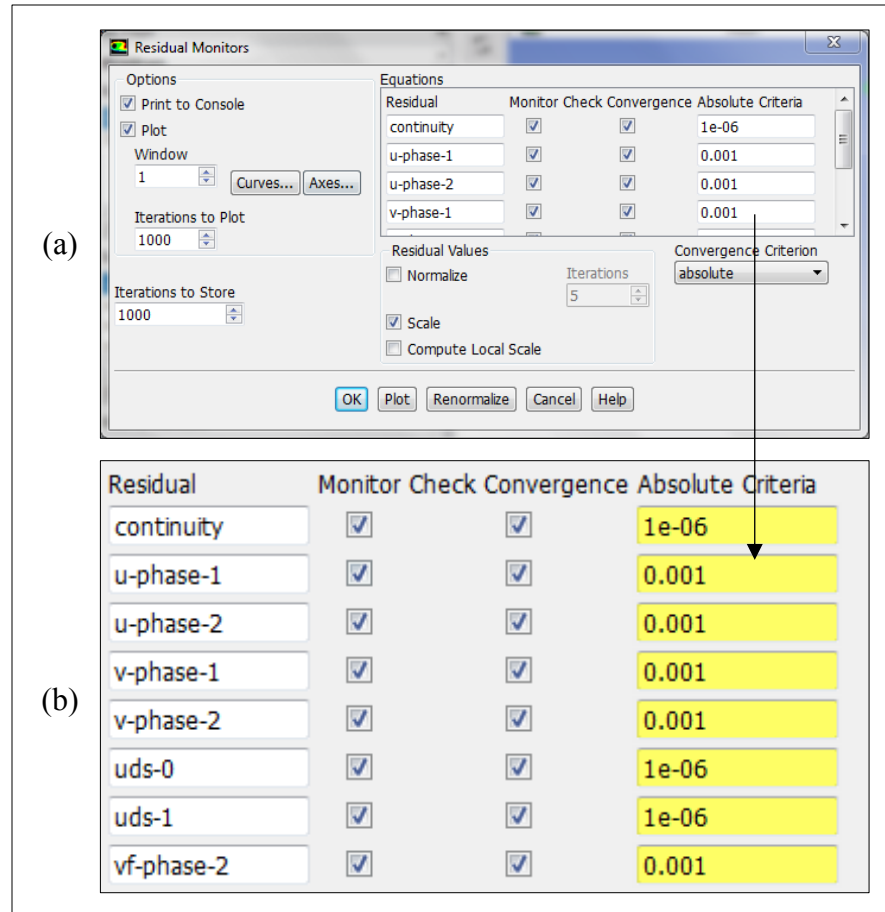 (a)
Residual Monitors
Options
Print to Console
Plot
Window
1
Curves... Axes...
Iterations to Plot
1000
Iterations to Store
1000
Equations
Residual Monitor Check Convergence Absolute Criteria
continuity 1e-06
u-phase-1 0.001
u-phase-2 0.001
v-phase-1 0.001
Residual Values
Normalize
Iterations
5
Scale
Compute Local Scale
Convergence Criterion
absolute
OK Plot Renormalize Cancel Help
(b)
Residual Monitor Check Convergence Absolute Criteria
continuity 1e-06
u-phase-1 0.001
u-phase-2 0.001
v-phase-1 0.001
v-phase-2 0.001
uds-0 1e-06
uds-1 1e-06
vf-phase-2 0.001